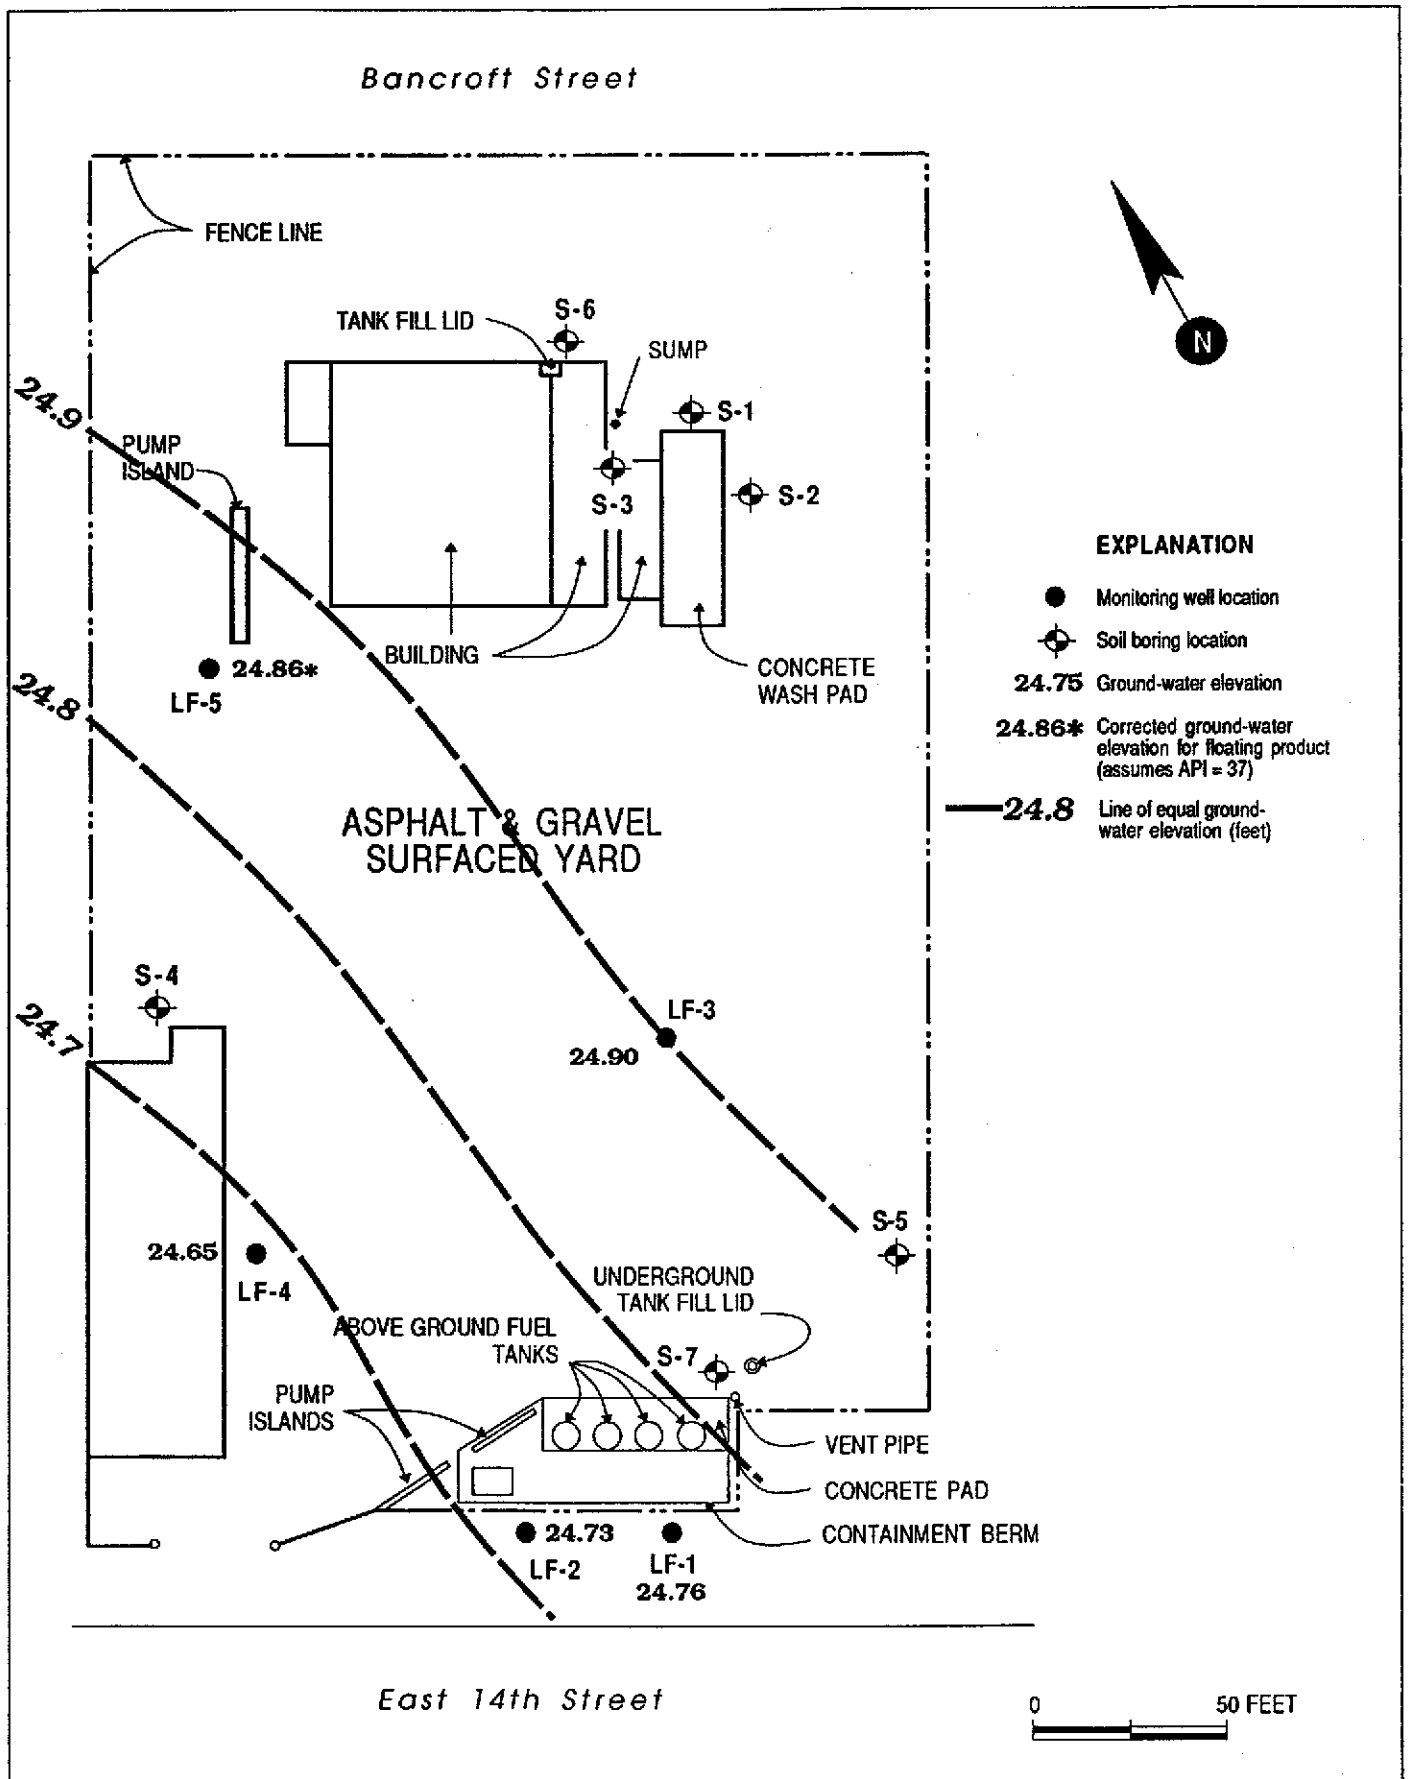 Bancroft Street
FENCE LINE
TANK FILL LID
S-6
SUMP
S-1
24.9
PUMP
ISLAND
S-3
S-2
N
EXPLANATION
Monitoring well location
Soil boring location
24.75 Ground-water elevation
24.86* Corrected ground-water
elevation for floating product
(assumes API = 37)
24.8 Line of equal ground-
water elevation (feet)
BUILDING
CONCRETE
WASH PAD
24.86*
LF-5
24.8
ASPHALT & GRAVEL
SURFACED YARD
S-4
24.7
LF-3
24.90
S-5
24.65
LF-4
UNDERGROUND
TANK FILL LID
ABOVE GROUND FUEL
TANKS
S-7
PUMP
ISLANDS
VENT PIPE
CONCRETE PAD
CONTAINMENT BERM
24.73
LF-2
LF-1
24.76
East 14th Street
0 50 FEET